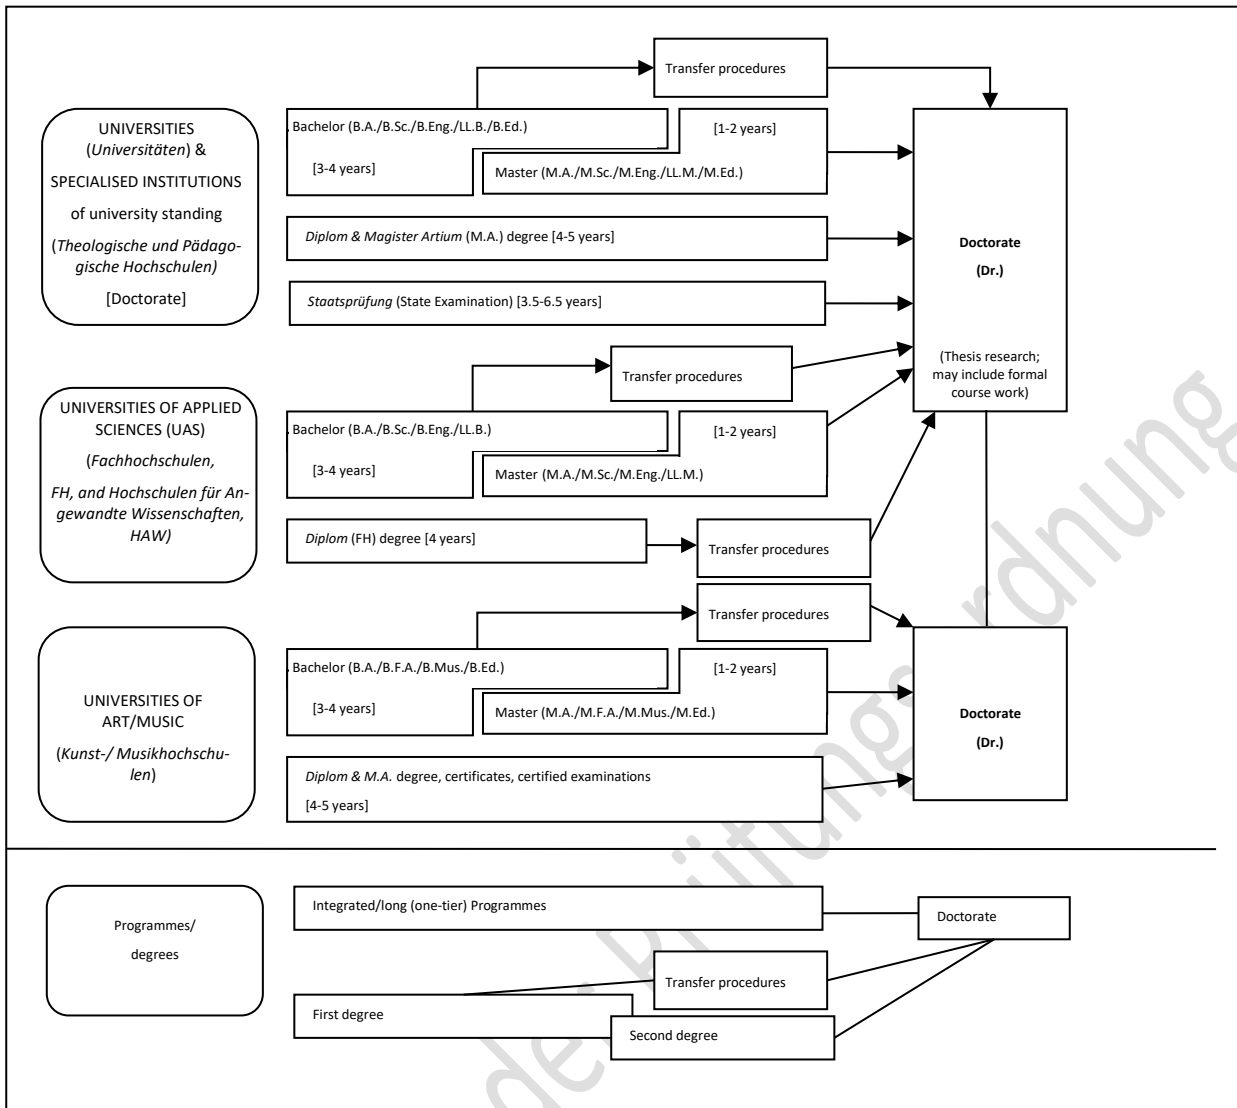 Transfer procedures
UNIVERSITIES
(Universitäten) &
SPECIALISED INSTITUTIONS
of university standing
(Theologische und Pädago-
gische Hochschulen)
[Doctorate]
Bachelor (B.A./B.Sc./B.Eng./LL.B./B.Ed.)
[3-4 years]
[1-2 years]
Master (M.A./M.Sc./M.Eng./LL.M./M.Ed.)
Diplom & Magister Artium (M.A.) degree [4-5 years]
Staatsprüfung (State Examination) [3.5-6.5 years]
Doctorate
(Dr.)
(Thesis research;
may include formal
course work)
Transfer procedures
UNIVERSITIES OF APPLIED
SCIENCES (UAS)
(Fachhochschulen,
FH, and Hochschulen für An-
gewandte Wissenschaften,
HAW)
Bachelor (B.A./B.Sc./B.Eng./LL.B.)
[3-4 years]
[1-2 years]
Master (M.A./M.Sc./M.Eng./LL.M.)
Diplom (FH) degree [4 years]
Transfer procedures
Transfer procedures
UNIVERSITIES OF
ART/MUSIC
(Kunst-/ Musikhochschu-
len)
Bachelor (B.A./B.F.A./B.Mus./B.Ed.)
[3-4 years]
[1-2 years]
Master (M.A./M.F.A./M.Mus./M.Ed.)
Diplom & M.A. degree, certificates, certified examinations
[4-5 years]
Doctorate
(Dr.)
Programmes/
degrees
Integrated/long (one-tier) Programmes
Doctorate
Transfer procedures
First degree
Second degree